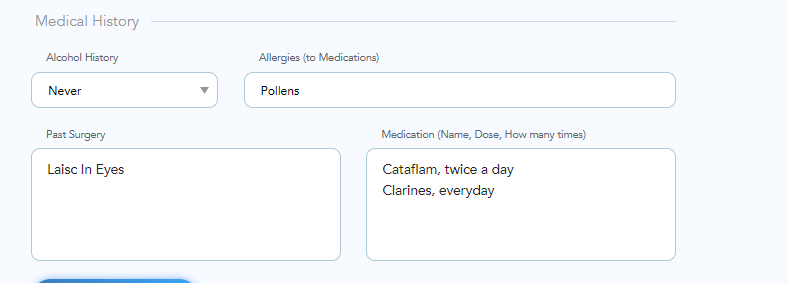 Medical History
Alcohol History
Allergies (to Medications)
Never
Pollens
Past Surgery
Medication (Name, Dose, How many times)
Laisc In Eyes
Cataflam, twice a day
Clarines, everyday